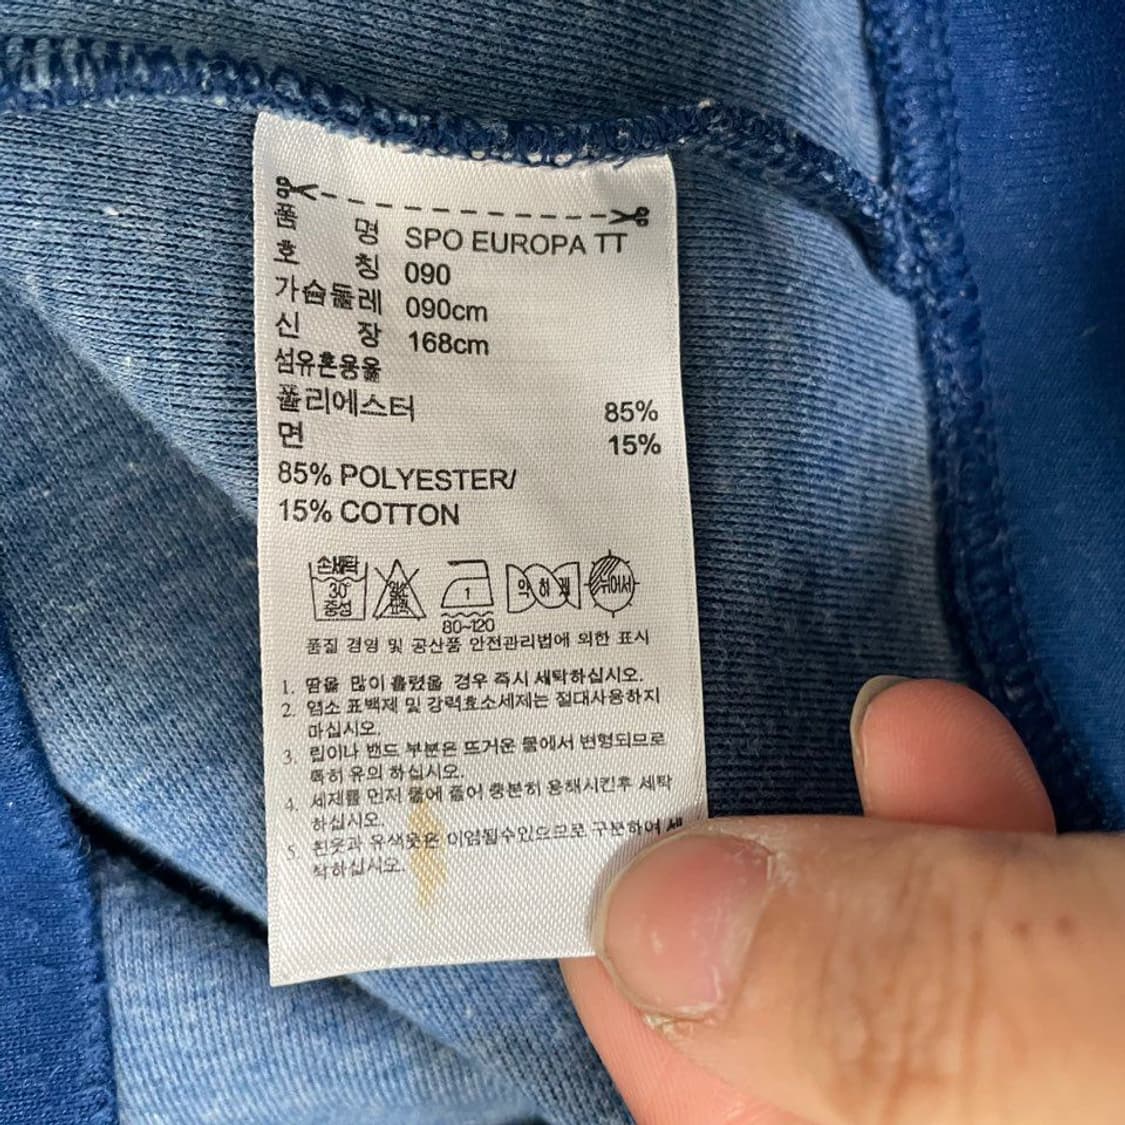 품 명 SPO EUROPA TT
호 칭 090
가슴둘레 090cm
신 장 168cm
섬유혼용율
폴리에스터 85%
면 15%
85% POLYESTER/
15% COTTON
손세탁 30° 중성 염소 표백 1 80~120 약하게 뉘어서
품질 경영 및 공산품 안전관리법에 의한 표시
1. 땀을 많이 흘렸을 경우 즉시 세탁하십시오.
2. 염소 표백제 및 강력효소세제는 절대사용하지
마십시오.
3. 립이나 밴드 부분은 뜨거운 물에서 변형되므로
특히 유의 하십시오.
4. 세제를 먼저 물에 풀어 충분히 용해시킨후 세탁
하십시오.
5. 흰옷과 유색옷은 이염될수있으므로 구분하여 세
탁하십시오.